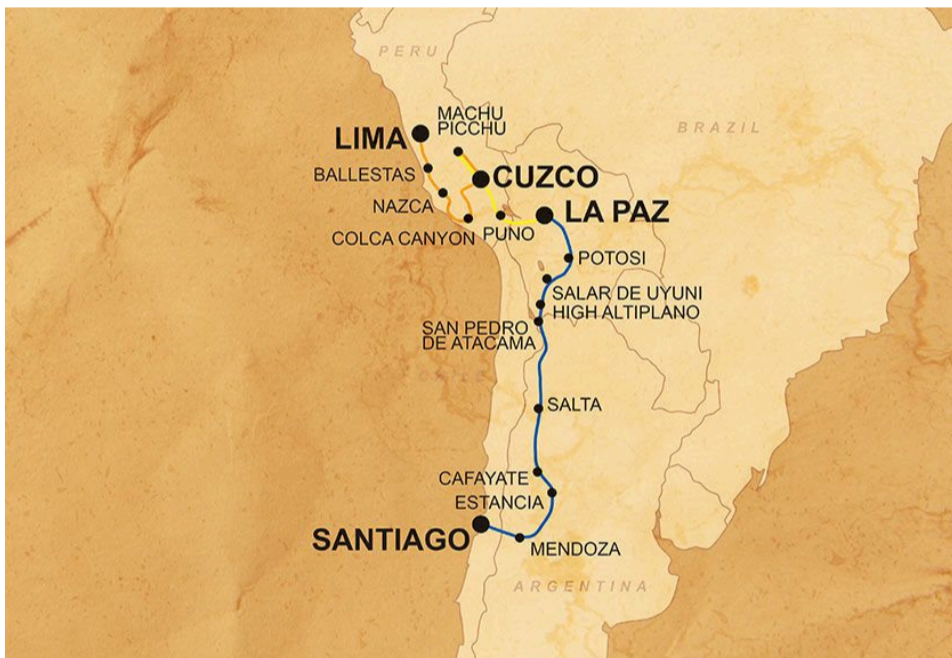 PERU
BRAZIL
MACHU
PICCHU
LIMA
BALLESTAS
CUZCO
NAZCA
LA PAZ
COLCA CANYON
PUNO
POTOSI
SALAR DE UYUNI
HIGH ALTIPLANO
SAN PEDRO
DE ATACAMA
CHILE
SALTA
CAFAYATE
ESTANCIA
SANTIAGO
MENDOZA
ARGENTINA